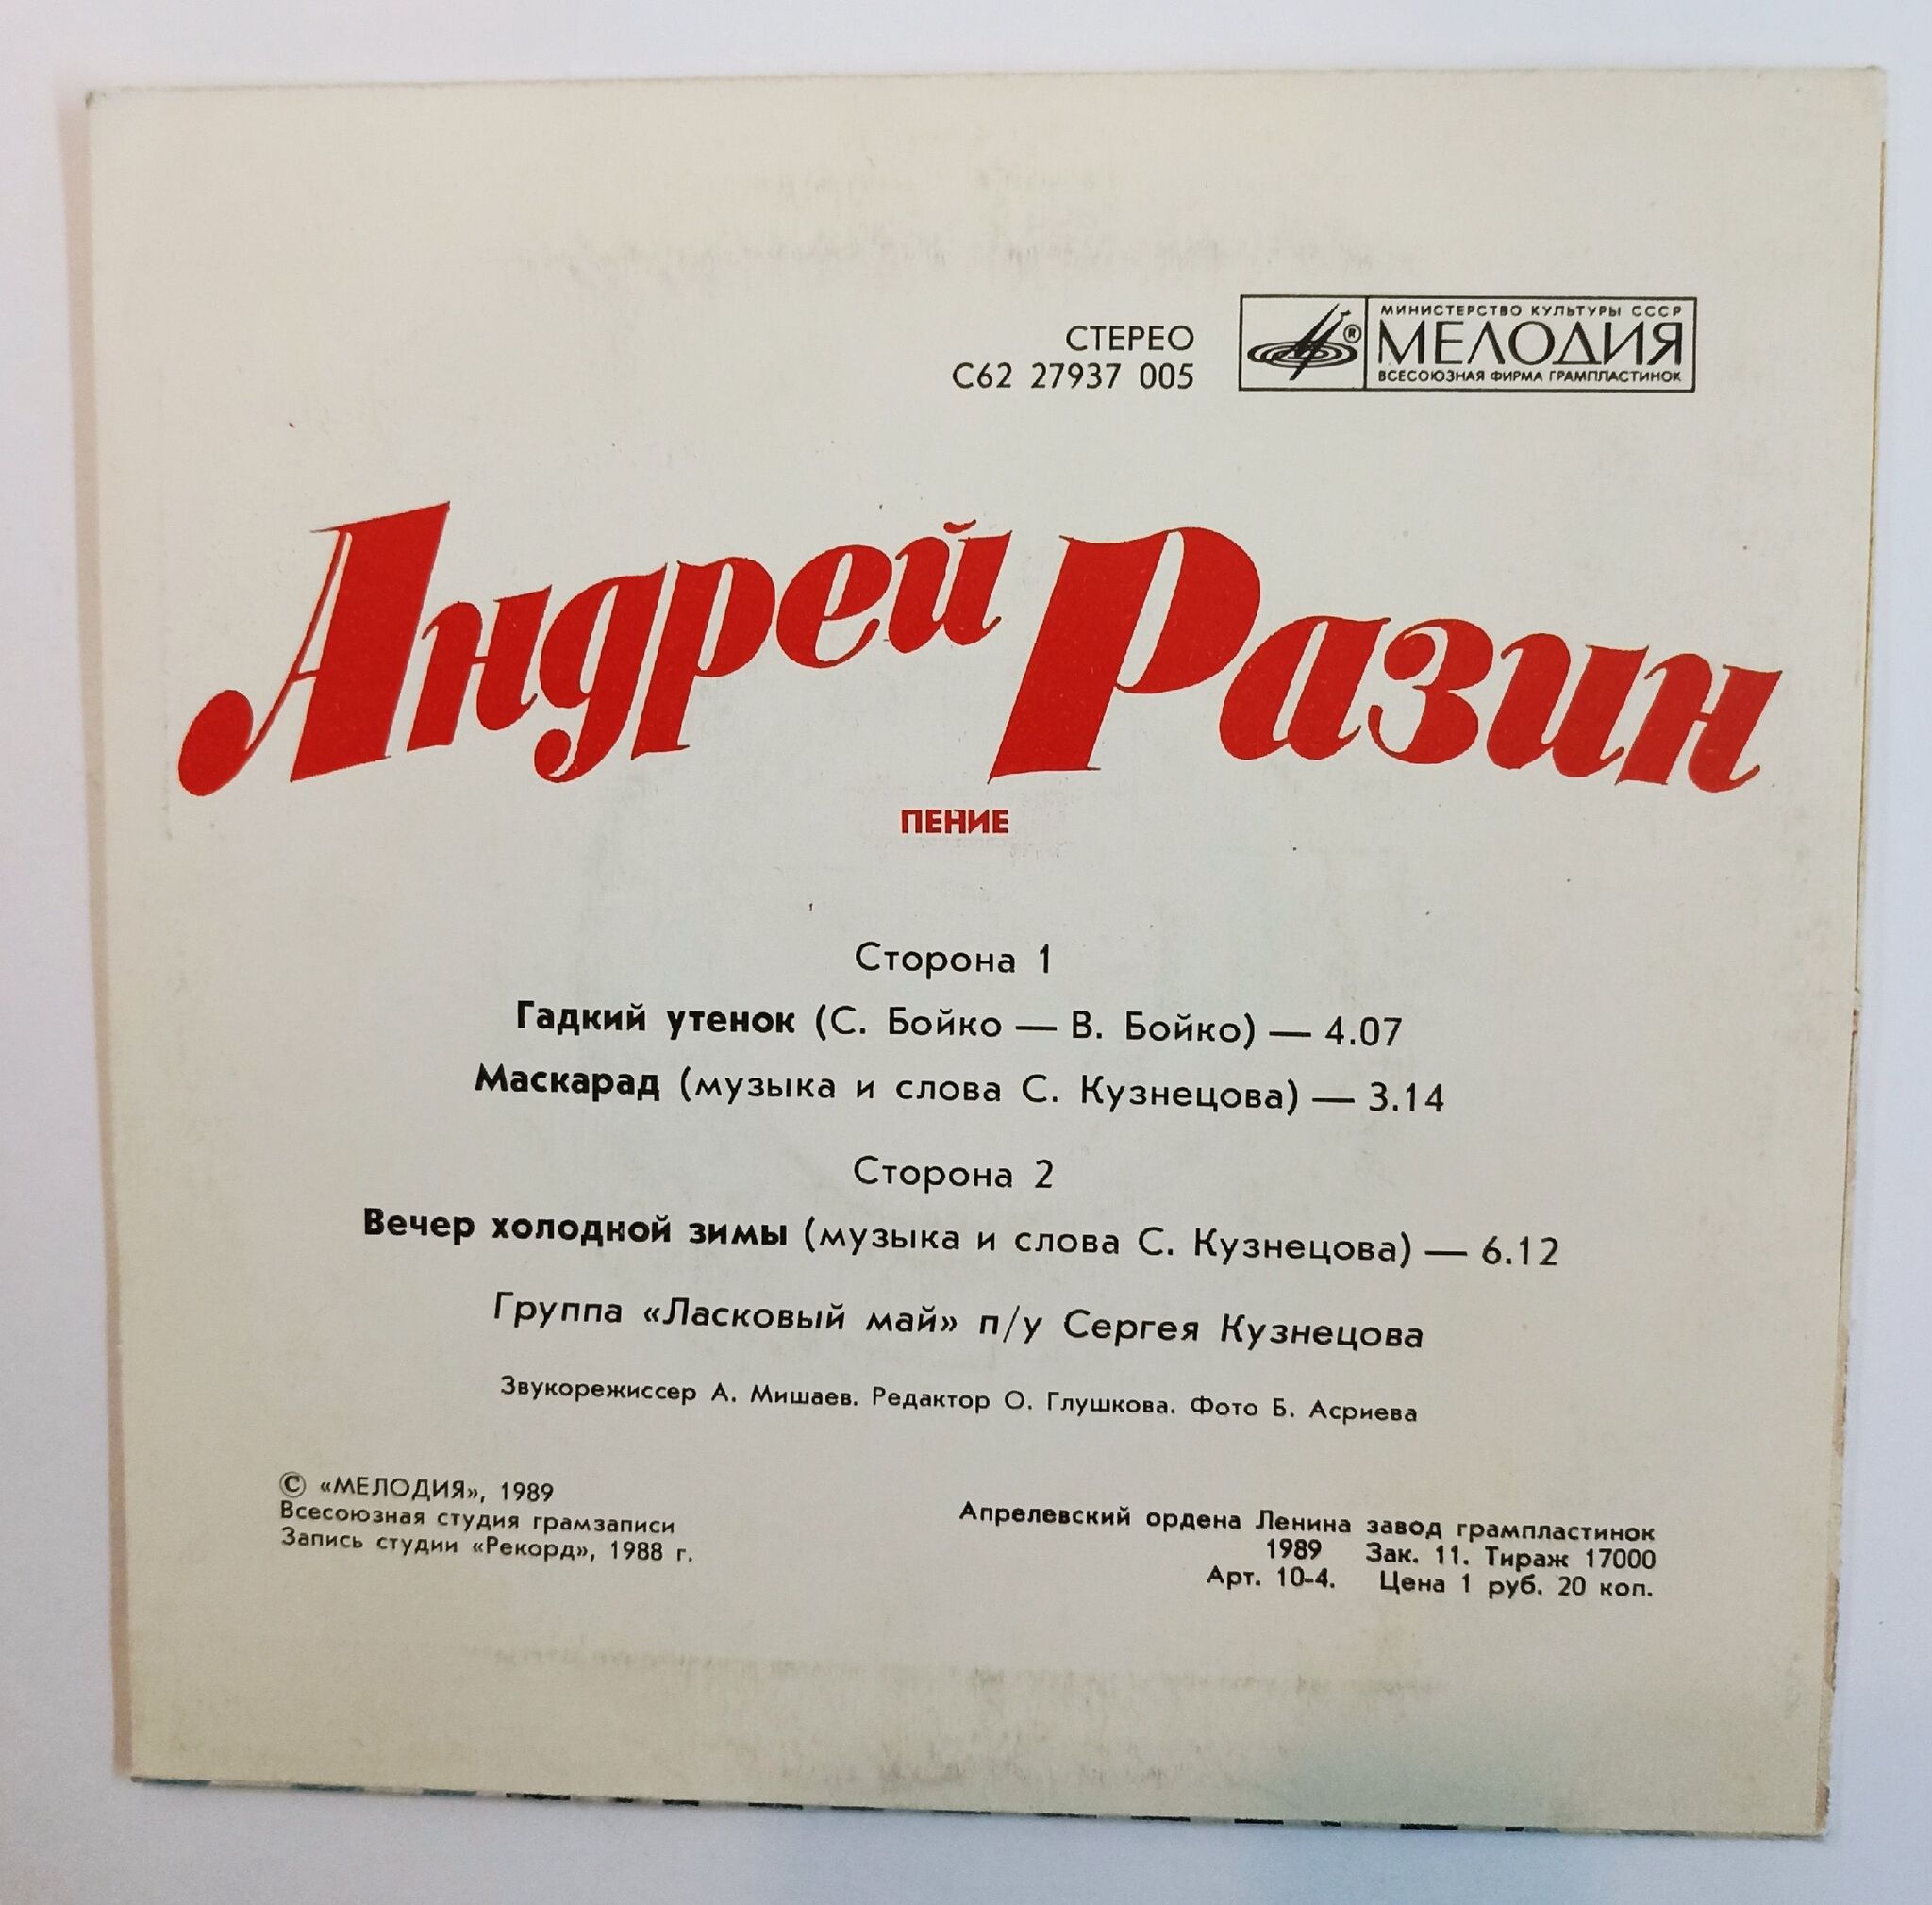 СТЕРЕО
С62 27937 005
МИНИСТЕРСТВО КУЛЬТУРЫ СССР
МЕЛОДИЯ
ВСЕСОЮЗНАЯ ФИРМА ГРАМПЛАСТИНОК
Андрей Разин
ПЕНИЕ
Сторона 1
Гадкий утенок (С. Бойко — В. Бойко) — 4.07
Маскарад (музыка и слова С. Кузнецова) — 3.14
Сторона 2
Вечер холодной зимы (музыка и слова С. Кузнецова) — 6.12
Группа «Ласковый май» п/у Сергея Кузнецова
Звукорежиссер А. Мишаев. Редактор О. Глушкова. Фото Б. Асриева
© «МЕЛОДИЯ», 1989
Всесоюзная студия грамзаписи
Запись студии «Рекорд», 1988 г.
Апрелевский ордена Ленина завод грампластинок
1989 Зак. 11. Тираж 17000
Арт. 10-4. Цена 1 руб. 20 коп.